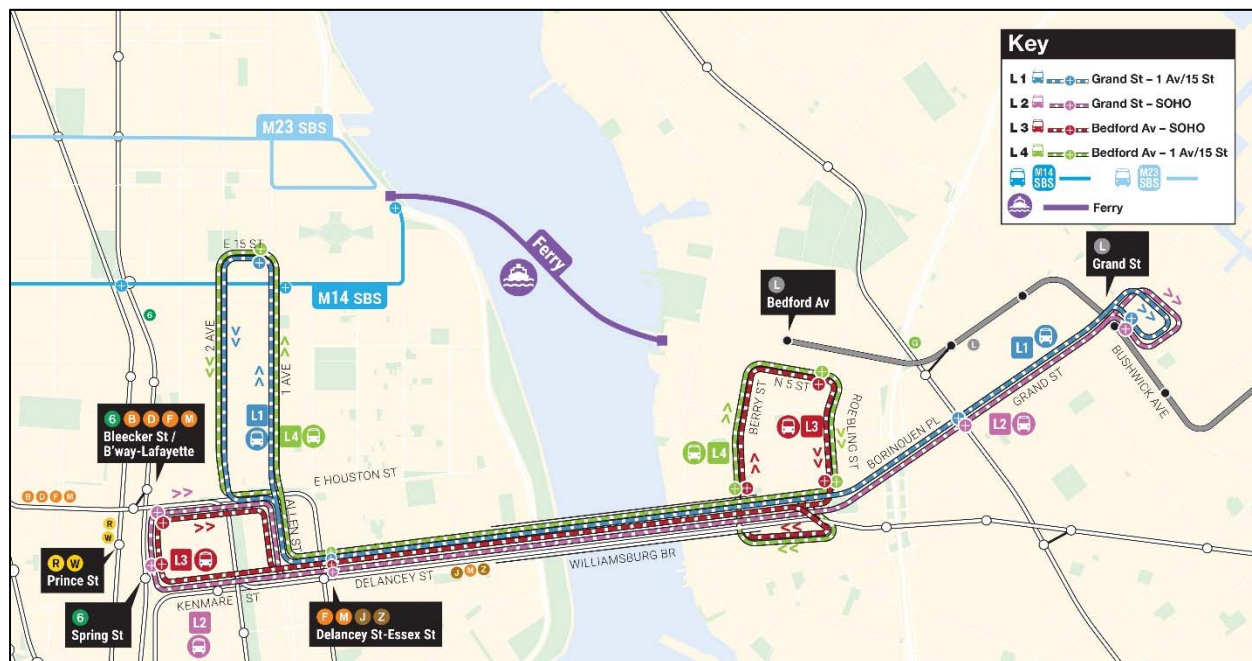 Key
L1 Grand St – 1 Av/15 St
L2 Grand St – SOHO
L3 Bedford Av – SOHO
L4 Bedford Av – 1 Av/15 St
M14 SBS
M23 SBS
Ferry
M23 SBS
E 15 ST
M14 SBS
Ferry
L
Bedford Av
L
Grand St
6
2 AVE
1 AVE
L1
L4
G
L
L1
GRAND ST
BUSHWICK AVE
L2
BORINQUEN PL
N 5 ST
BERRY ST
ROEBLING ST
L3
L4
6 B D F M
Bleecker St /
B'way-Lafayette
B D F M
E HOUSTON ST
ALLEN ST
R
W
R W
Prince St
L3
6
Spring St
KENMARE ST
L2
DELANCEY ST
WILLIAMSBURG BR
J M Z
F M J Z
Delancey St-Essex St
>>
>>
>>
>>
>>
>>
>>
<<
<<
>>
>>
>>
>>
>>
>>